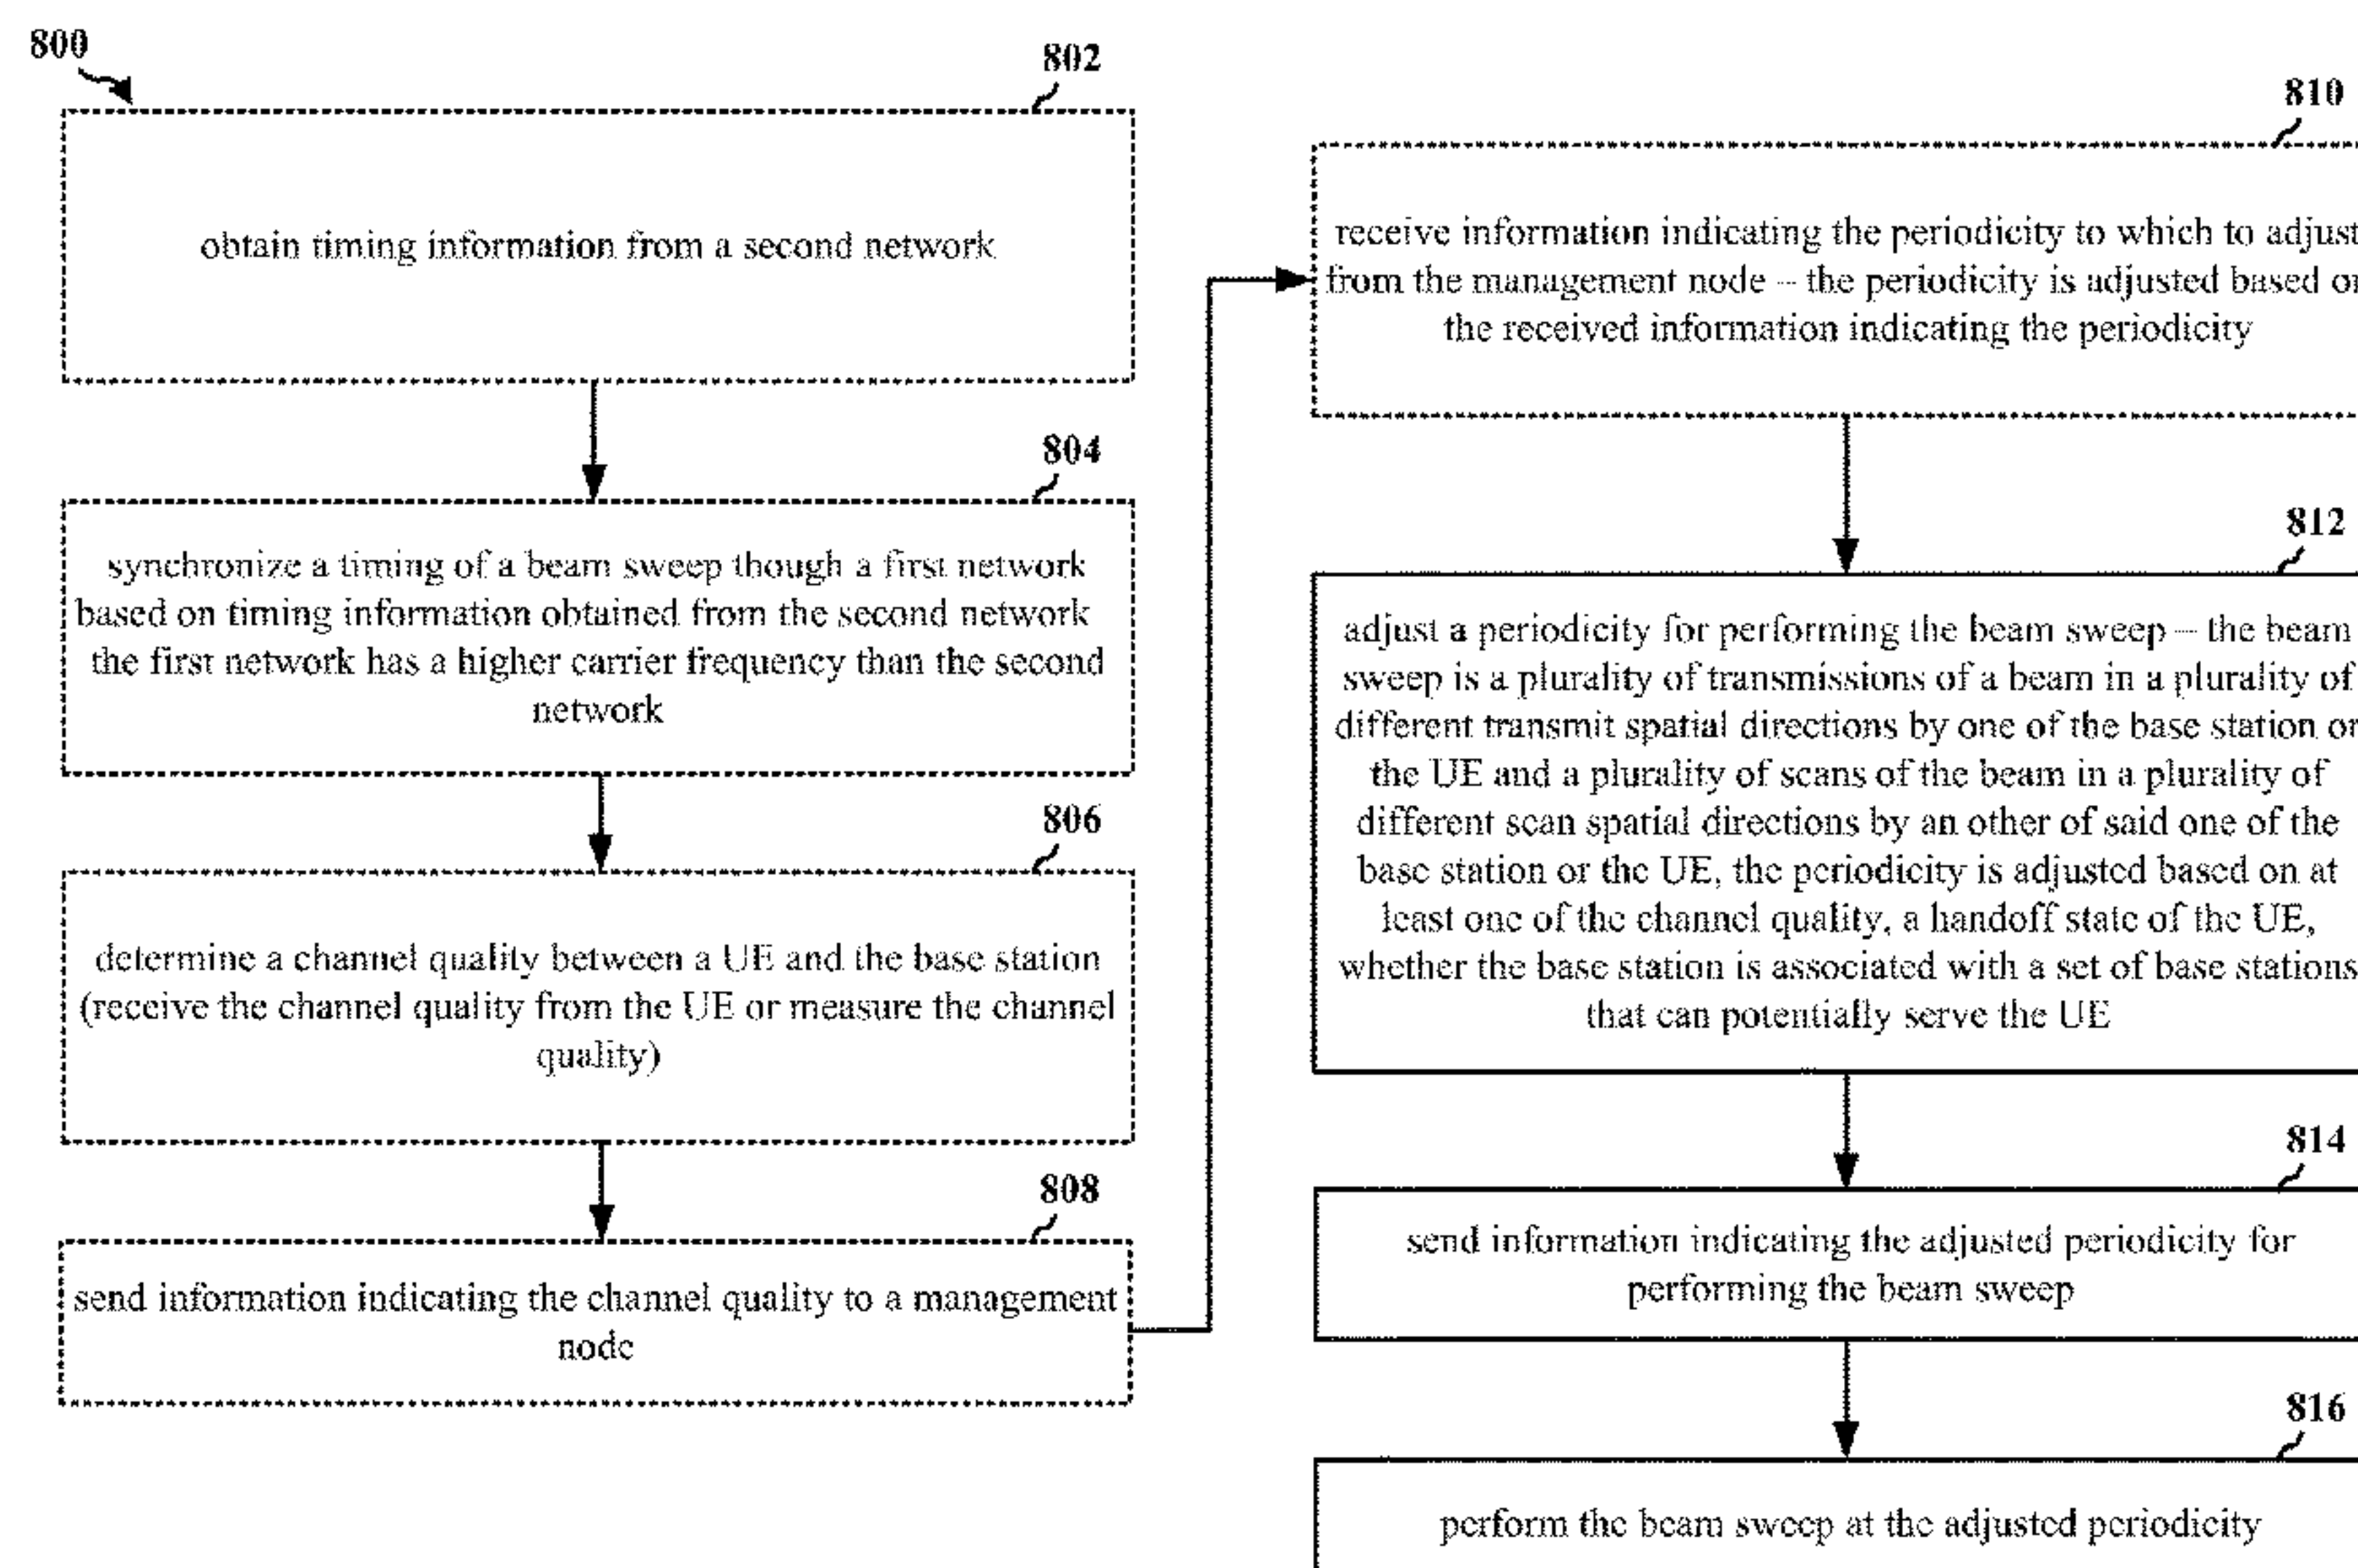 800
802
obtain timing information from a second network
804
synchronize a timing of a beam sweep though a first network
based on timing information obtained from the second network
the first network has a higher carrier frequency than the second
network
806
determine a channel quality between a UE and the base station
(receive the channel quality from the UE or measure the channel
quality)
808
send information indicating the channel quality to a management
node
810
receive information indicating the periodicity to which to adjust
from the management node – the periodicity is adjusted based on
the received information indicating the periodicity
812
adjust a periodicity for performing the beam sweep – the beam
sweep is a plurality of transmissions of a beam in a plurality of
different transmit spatial directions by one of the base station or
the UE and a plurality of scans of the beam in a plurality of
different scan spatial directions by an other of said one of the
base station or the UE, the periodicity is adjusted based on at
least one of the channel quality, a handoff state of the UE,
whether the base station is associated with a set of base stations
that can potentially serve the UE
814
send information indicating the adjusted periodicity for
performing the beam sweep
816
perform the beam sweep at the adjusted periodicity